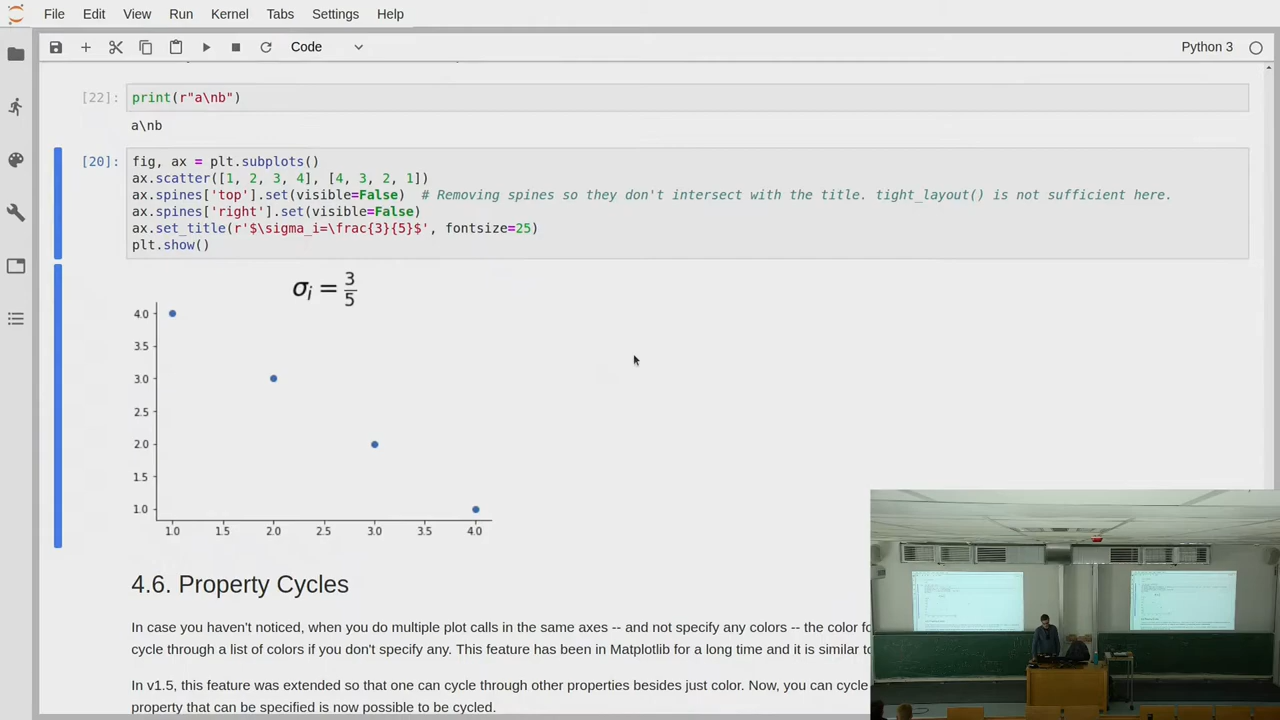 File Edit View Run Kernel Tabs Settings Help
Code Python 3
[22]: print(r"a\nb")
a\nb
[20]: fig, ax = plt.subplots()
ax.scatter([1, 2, 3, 4], [4, 3, 2, 1])
ax.spines['top'].set(visible=False) # Removing spines so they don't intersect with the title. tight_layout() is not sufficient here.
ax.spines['right'].set(visible=False)
ax.set_title(r'$\sigma_i=\frac{3}{5}$', fontsize=25)
plt.show()
σi = 3/5
4.0
3.5
3.0
2.5
2.0
1.5
1.0
1.0 1.5 2.0 2.5 3.0 3.5 4.0
4.6. Property Cycles
In case you haven't noticed, when you do multiple plot calls in the same axes -- and not specify any colors -- the color
cycle through a list of colors if you don't specify any. This feature has been in Matplotlib for a long time and it is similar
In v1.5, this feature was extended so that one can cycle through other properties besides just color. Now, you can cycle
property that can be specified is now possible to be cycled.